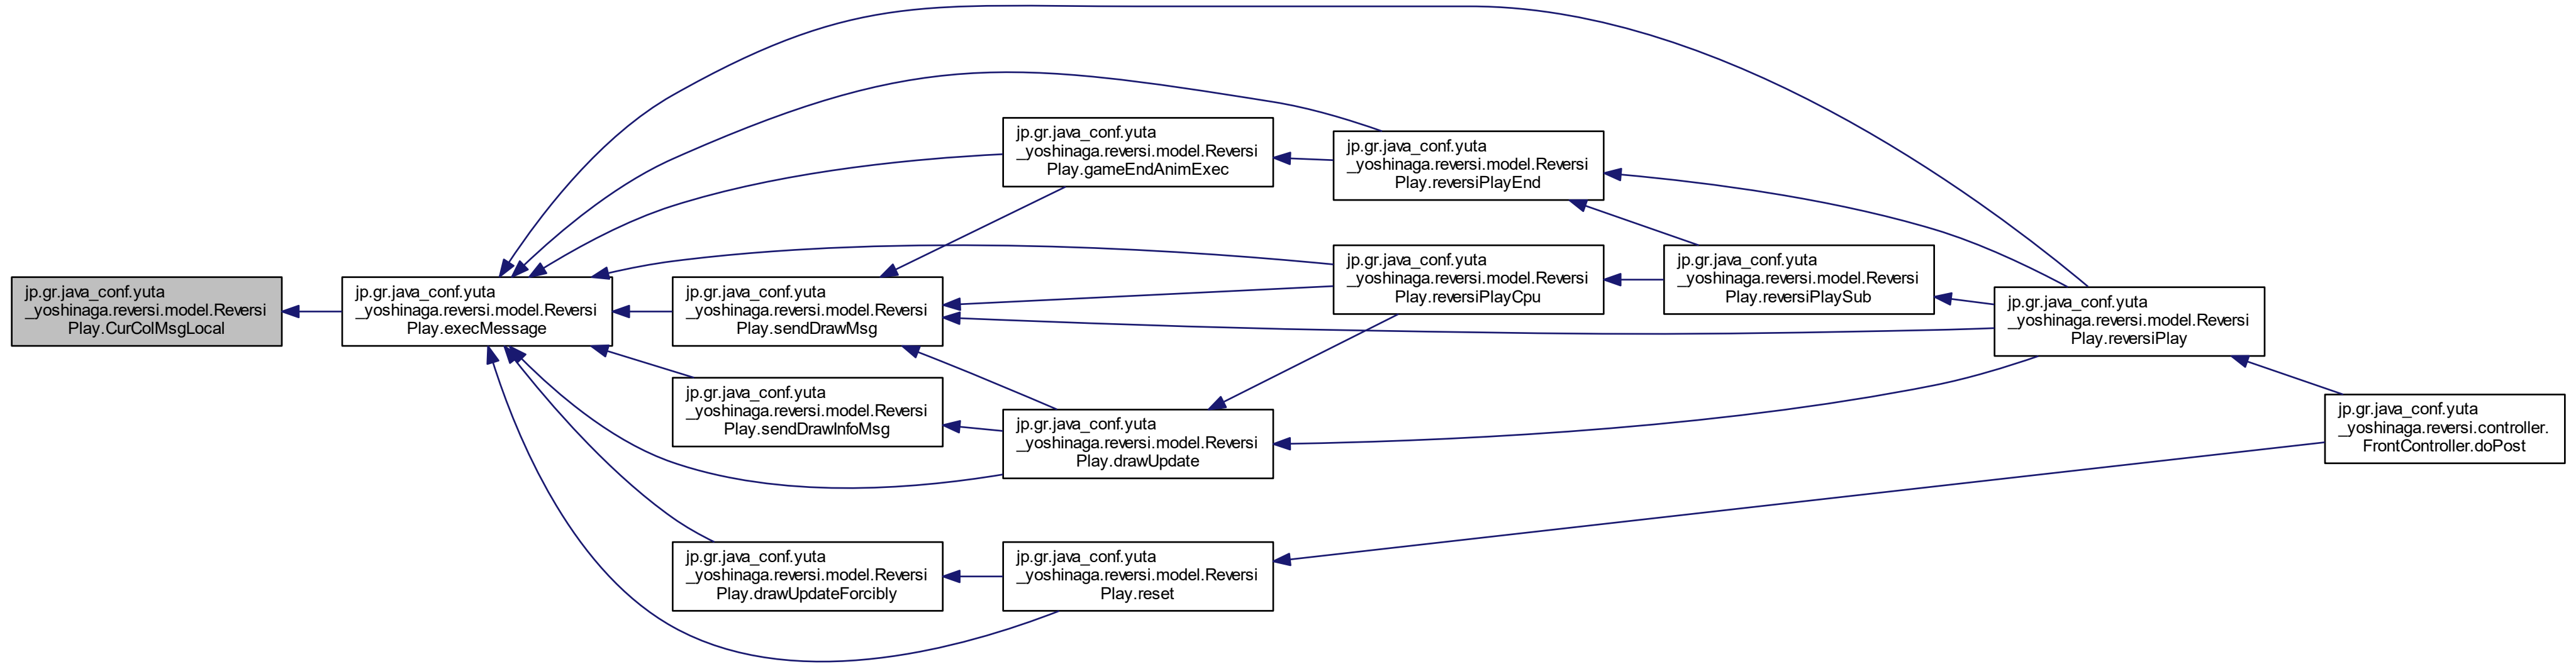 jp.gr.java_conf.yuta
_yoshinaga.reversi.model.Reversi
Play.CurColMsgLocal
jp.gr.java_conf.yuta
_yoshinaga.reversi.model.Reversi
Play.execMessage
jp.gr.java_conf.yuta
_yoshinaga.reversi.model.Reversi
Play.sendDrawMsg
jp.gr.java_conf.yuta
_yoshinaga.reversi.model.Reversi
Play.sendDrawInfoMsg
jp.gr.java_conf.yuta
_yoshinaga.reversi.model.Reversi
Play.drawUpdateForcibly
jp.gr.java_conf.yuta
_yoshinaga.reversi.model.Reversi
Play.gameEndAnimExec
jp.gr.java_conf.yuta
_yoshinaga.reversi.model.Reversi
Play.drawUpdate
jp.gr.java_conf.yuta
_yoshinaga.reversi.model.Reversi
Play.reset
jp.gr.java_conf.yuta
_yoshinaga.reversi.model.Reversi
Play.reversiPlayEnd
jp.gr.java_conf.yuta
_yoshinaga.reversi.model.Reversi
Play.reversiPlayCpu
jp.gr.java_conf.yuta
_yoshinaga.reversi.model.Reversi
Play.reversiPlaySub
jp.gr.java_conf.yuta
_yoshinaga.reversi.model.Reversi
Play.reversiPlay
jp.gr.java_conf.yuta
_yoshinaga.reversi.controller.
FrontController.doPost